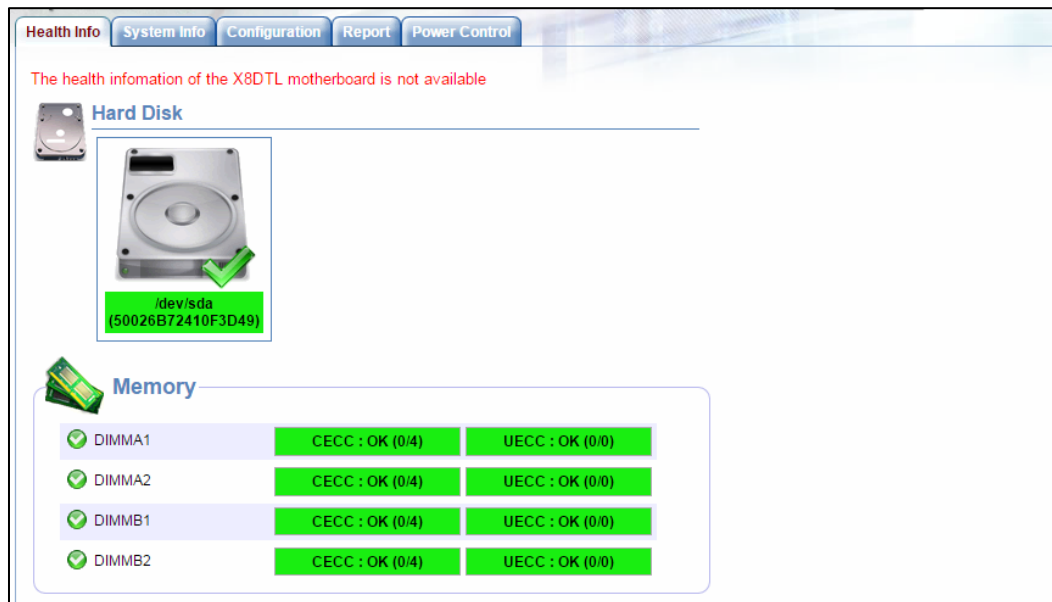 Health Info System Info Configuration Report Power Control
The health infomation of the X8DTL motherboard is not available
Hard Disk
/dev/sda
(50026B72410F3D49)
Memory
DIMMA1 CECC : OK (0/4) UECC : OK (0/0)
DIMMA2 CECC : OK (0/4) UECC : OK (0/0)
DIMMB1 CECC : OK (0/4) UECC : OK (0/0)
DIMMB2 CECC : OK (0/4) UECC : OK (0/0)